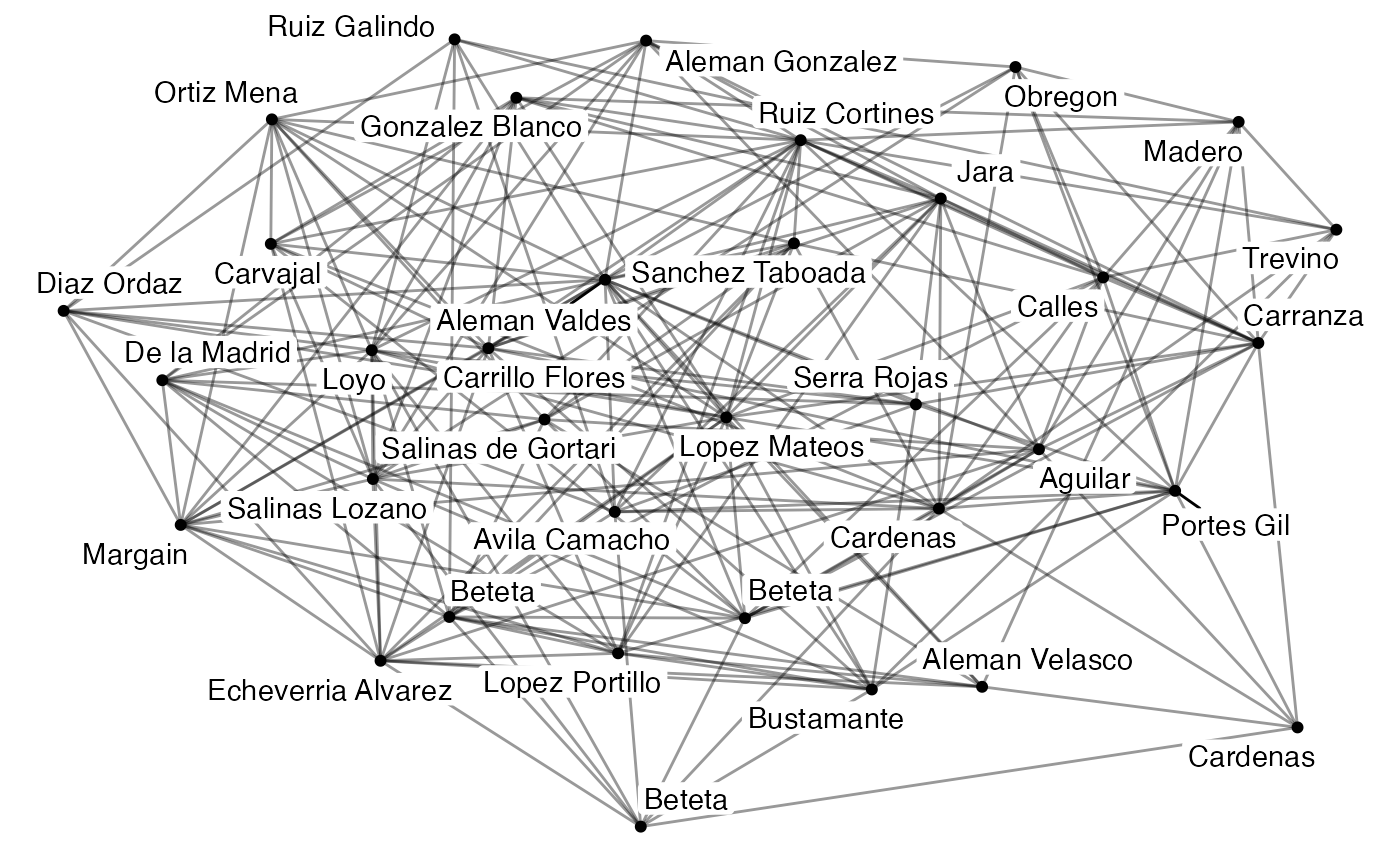 Ruiz Galindo
Aleman Gonzalez
Ortiz Mena
Obregon
Ruiz Cortines
Gonzalez Blanco
Madero
Jara
Trevino
Carvajal
Sanchez Taboada
Diaz Ordaz
Calles
Carranza
Aleman Valdes
De la Madrid
Loyo
Carrillo Flores
Serra Rojas
Salinas de Gortari
Lopez Mateos
Aguilar
Salinas Lozano
Portes Gil
Avila Camacho
Cardenas
Margain
Beteta
Beteta
Aleman Velasco
Echeverria Alvarez
Lopez Portillo
Bustamante
Cardenas
Beteta